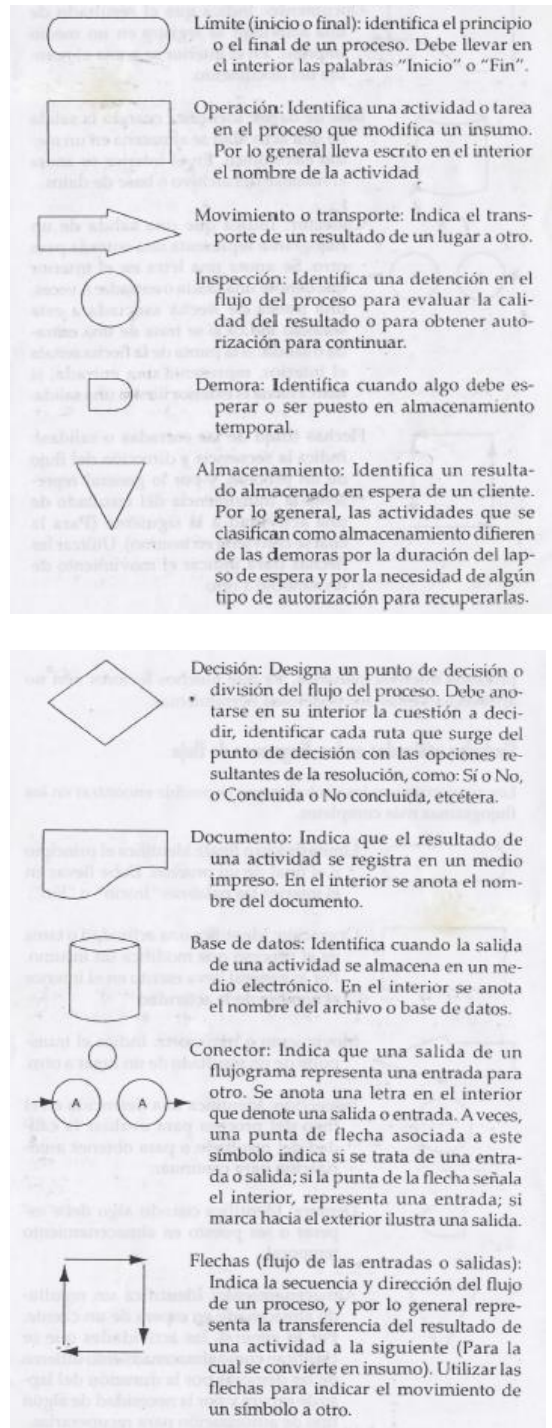 Límite (inicio o final): identifica el principio
o el final de un proceso. Debe llevar en
el interior las palabras "Inicio" o "Fin".
Operación: Identifica una actividad o tarea
en el proceso que modifica un insumo.
Por lo general lleva escrito en el interior
el nombre de la actividad
Movimiento o transporte: Indica el trans-
porte de un resultado de un lugar a otro.
Inspección: Identifica una detención en el
flujo del proceso para evaluar la cali-
dad del resultado o para obtener auto-
rización para continuar.
Demora: Identifica cuando algo debe es-
perar o ser puesto en almacenamiento
temporal.
Almacenamiento: Identifica un resulta-
do almacenado en espera de un cliente.
Por lo general, las actividades que se
clasifican como almacenamiento difieren
de las demoras por la duración del lap-
so de espera y por la necesidad de algún
tipo de autorización para recuperarlas.
Decisión: Designa un punto de decisión o
división del flujo del proceso. Debe ano-
tarse en su interior la cuestión a deci-
dir, identificar cada ruta que surge del
punto de decisión con las opciones re-
sultantes de la resolución, como: Sí o No,
o Concluida o No concluida, etcétera.
Documento: Indica que el resultado de
una actividad se registra en un medio
impreso. En el interior se anota el nom-
bre del documento.
Base de datos: Identifica cuando la salida
de una actividad se almacena en un me-
dio electrónico. En el interior se anota
el nombre del archivo o base de datos.
Conector: Indica que una salida de un
flujograma representa una entrada para
otro. Se anota una letra en el interior
que denote una salida o entrada. A veces,
una punta de flecha asociada a este
símbolo indica si se trata de una entra-
da o salida; si la punta de la flecha señala
el interior, representa una entrada; si
marca hacia el exterior ilustra una salida.
A A
Flechas (flujo de las entradas o salidas):
Indica la secuencia y dirección del flujo
de un proceso, y por lo general repre-
senta la transferencia del resultado de
una actividad a la siguiente (Para la
cual se convierte en insumo). Utilizar las
flechas para indicar el movimiento de
un símbolo a otro.